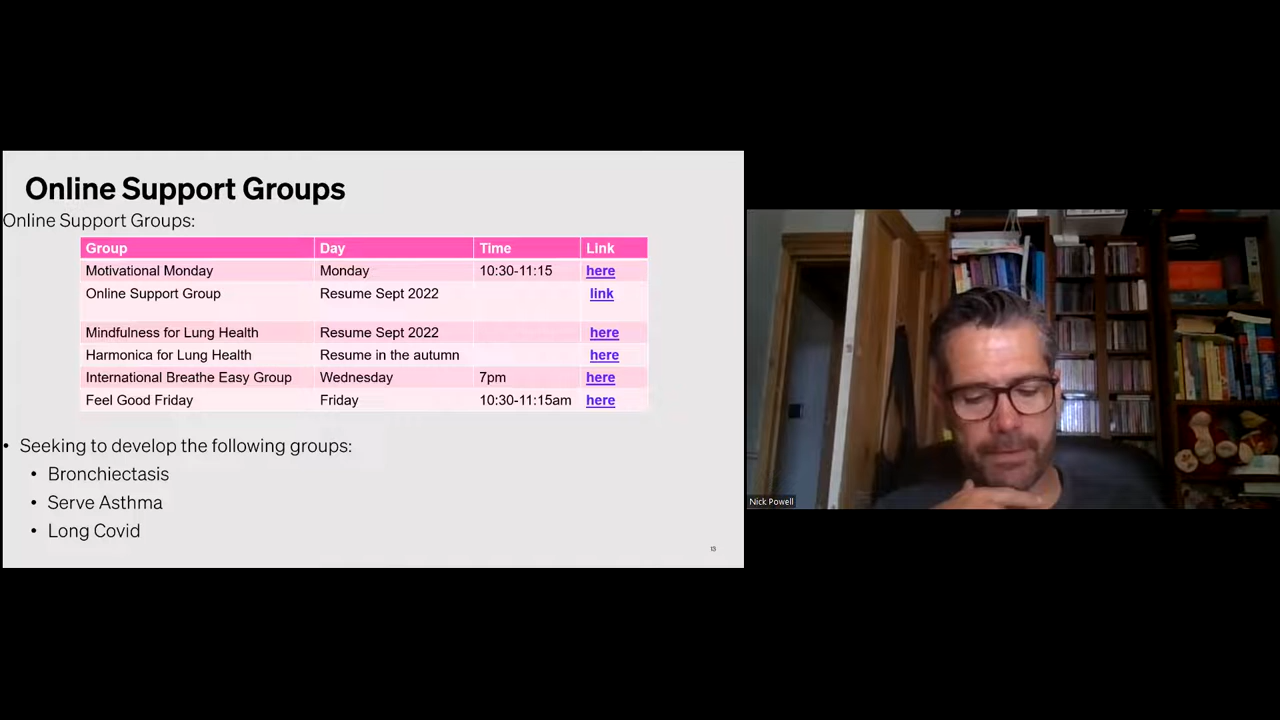 Online Support Groups
Online Support Groups:
Group Day Time Link
Motivational Monday Monday 10:30-11:15 here
Online Support Group Resume Sept 2022 link
Mindfulness for Lung Health Resume Sept 2022 here
Harmonica for Lung Health Resume in the autumn here
International Breathe Easy Group Wednesday 7pm here
Feel Good Friday Friday 10:30-11:15am here
• Seeking to develop the following groups:
• Bronchiectasis
• Serve Asthma
• Long Covid
13
Nick Powell